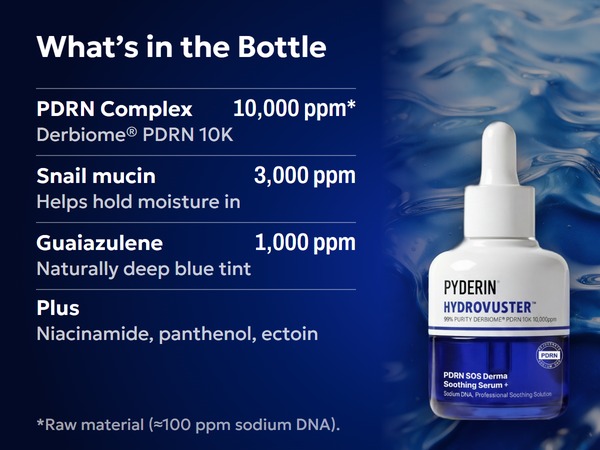 What's in the Bottle
PDRN Complex 10,000 ppm*
Derbiome® PDRN 10K
Snail mucin 3,000 ppm
Helps hold moisture in
Guaiazulene 1,000 ppm
Naturally deep blue tint
Plus
Niacinamide, panthenol, ectoin
*Raw material (≈100 ppm sodium DNA).
PYDERIN
HYDROVUSTER™
99% PURITY DERBIOME® PDRN 10K 10,000ppm
PDRN
PDRN SOS Derma
Soothing Serum +
Sodium DNA, Professional Soothing Solution